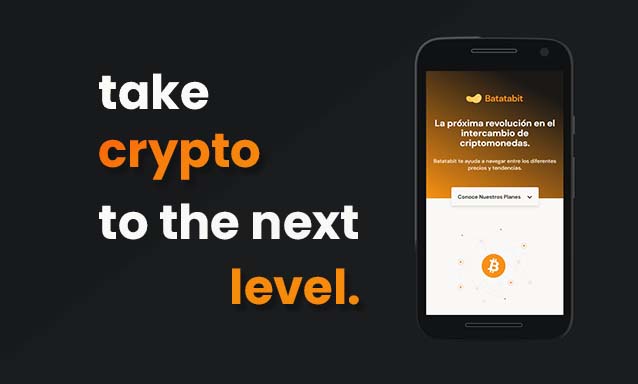 take
crypto
to the next
level.
Batatabit
La próxima revolución en el
intercambio de
criptomonedas.
Batatabit te ayuda a navegar entre los diferentes
precios y tendencias.
Conoce Nuestros Planes